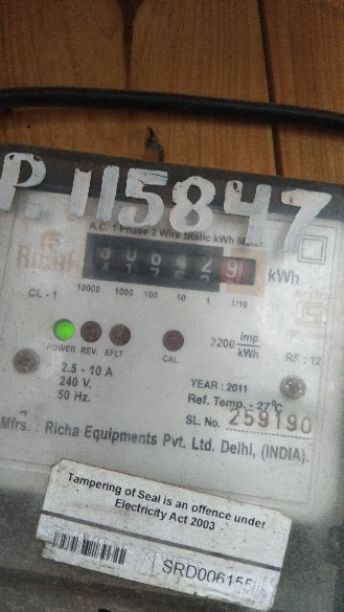 P.115847
A.C. 1 Phase 2 Wire Static kWh Meter
RICHA
306429 kWh
CL - 1
10000 1000 100 10 1 1/10
POWER REV. EFLT CAL
3200 Imp/kWh
RS : 12
2.5 - 10 A
240 V.
50 Hz.
YEAR : 2011
Ref. Temp. - 27°C
SL. No. 259190
Mfrs. : Richa Equipments Pvt. Ltd. Delhi, (INDIA).
Tampering of Seal is an offence under
Electricity Act 2003
SRD006155